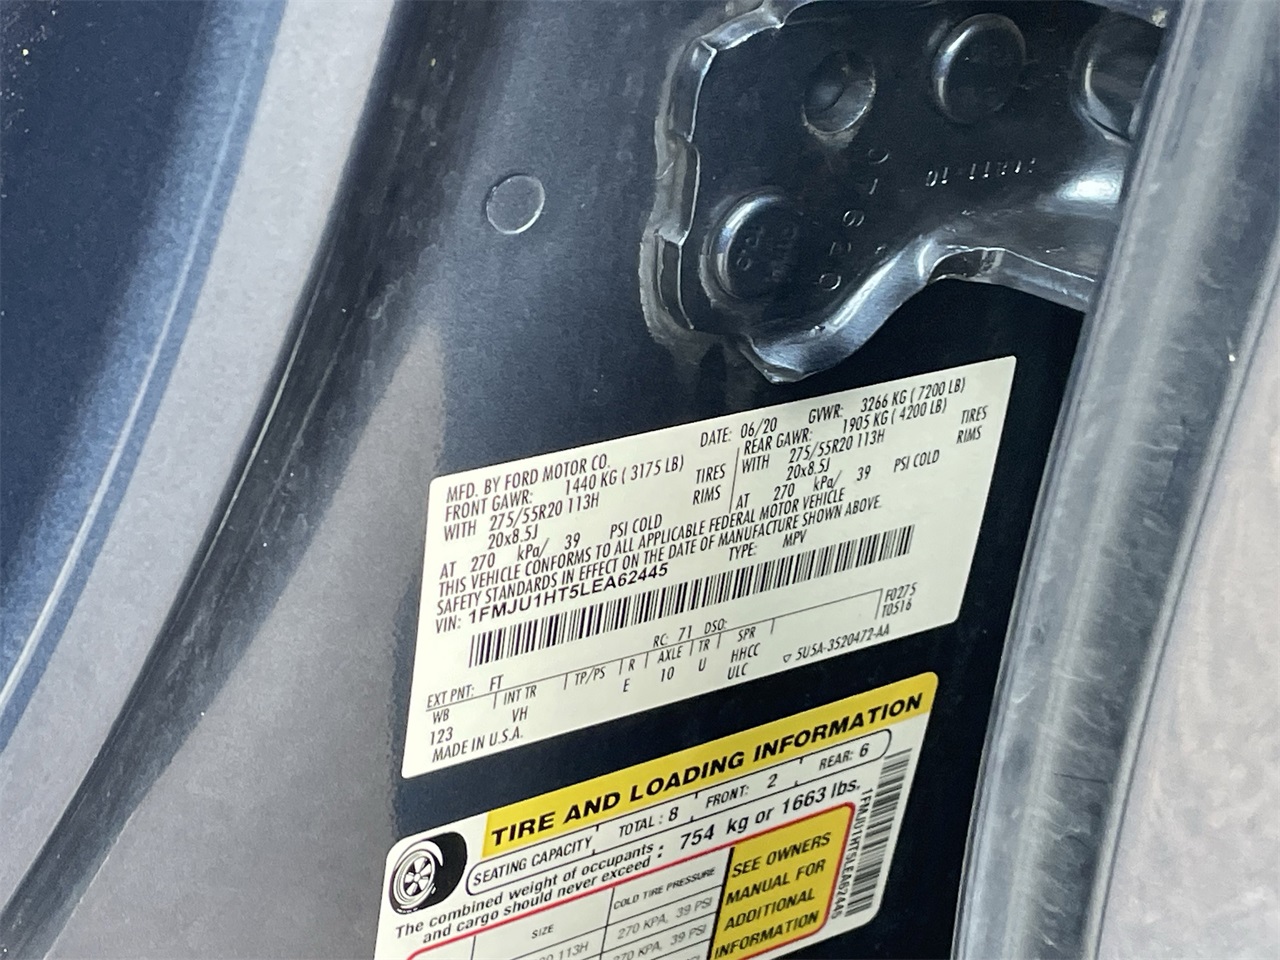 MFD. BY FORD MOTOR CO.
DATE: 06/20 GVWR: 3266 KG ( 7200 LB)
FRONT GAWR: 1440 KG ( 3175 LB)
REAR GAWR: 1905 KG ( 4200 LB)
WITH 275/55R20 113H TIRES
WITH 275/55R20 113H TIRES
20x8.5J RIMS
20x8.5J RIMS
AT 270 kPa/ 39 PSI COLD
AT 270 kPa/ 39 PSI COLD
THIS VEHICLE CONFORMS TO ALL APPLICABLE FEDERAL MOTOR VEHICLE
SAFETY STANDARDS IN EFFECT ON THE DATE OF MANUFACTURE SHOWN ABOVE.
VIN: 1FMJU1HT5LEA62445 TYPE: MPV
F0275
T0516
EXT PNT: FT RC: 71 DSO:
WB INT TR TP/PS R AXLE TR SPR
123 VH E 10 U HHCC
ULC
MADE IN U.S.A. 5U5A-3520472-AA
TIRE AND LOADING INFORMATION
SEATING CAPACITY TOTAL: 8 FRONT: 2 REAR: 6
The combined weight of occupants
and cargo should never exceed : 754 kg or 1663 lbs.
SIZE COLD TIRE PRESSURE
113H 270 KPA, 39 PSI
KPA, 39 PSI
SEE OWNERS
MANUAL FOR
ADDITIONAL
INFORMATION
1FMJU1HT5LEA62445